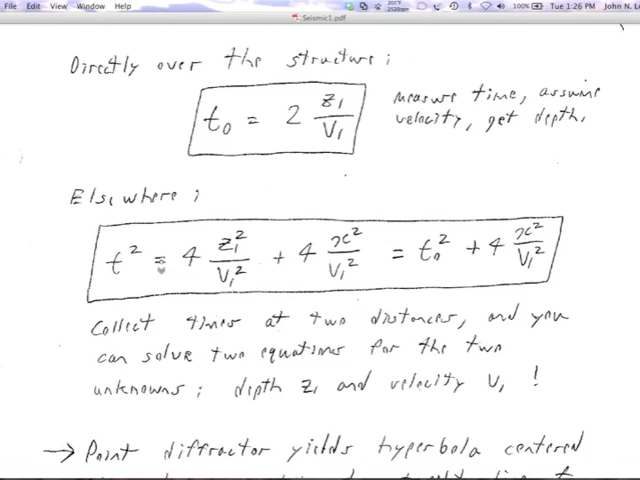 File Edit View Window Help
100% Tue 1:26 PM John N. L
Seismic1.pdf
Directly over the structure:
t₀ = 2 z₁/V₁
measure time, assume
velocity, get depth.
Elsewhere:
t² = 4 z₁²/V₁² + 4 x²/V₁² = t₀² + 4 x²/V₁²
Collect times at two distances, and you
can solve two equations for the two
unknowns: depth z₁ and velocity V₁ !
→ Point diffractor yields hyperbola centered